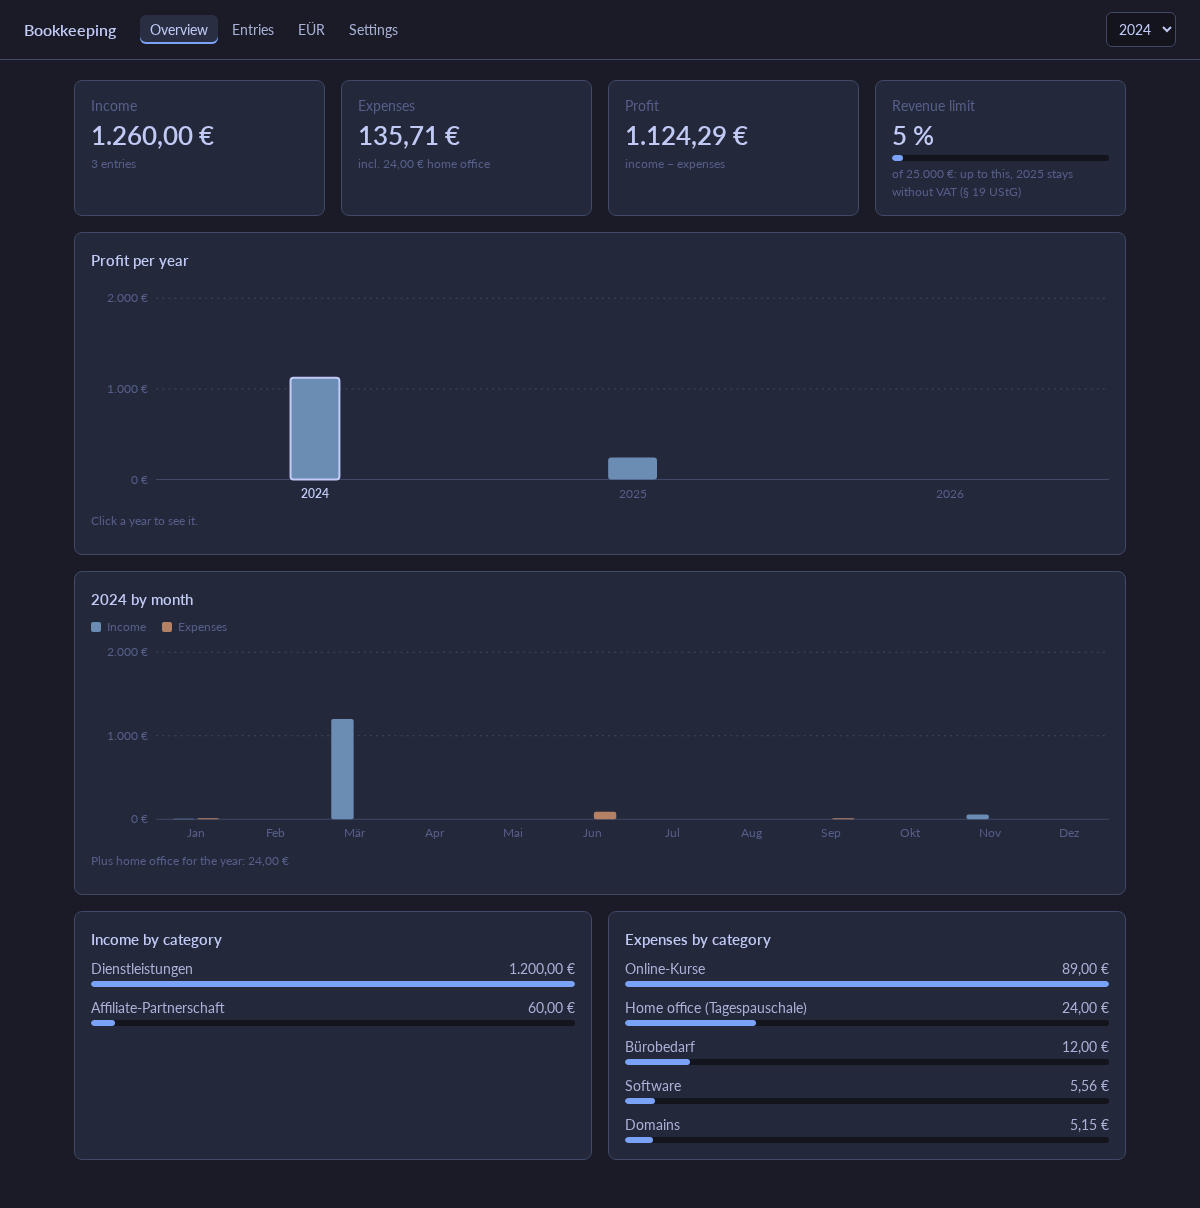 Bookkeeping Overview Entries EÜR Settings 2024
Income
1.260,00 €
3 entries
Expenses
135,71 €
incl. 24,00 € home office
Profit
1.124,29 €
income – expenses
Revenue limit
5 %
of 25.000 €: up to this, 2025 stays
without VAT (§ 19 UStG)
Profit per year
2.000 €
1.000 €
0 €
2024 2025 2026
Click a year to see it.
2024 by month
Income Expenses
2.000 €
1.000 €
0 €
Jan Feb Mär Apr Mai Jun Jul Aug Sep Okt Nov Dez
Plus home office for the year: 24,00 €
Income by category
Dienstleistungen 1.200,00 €
Affiliate-Partnerschaft 60,00 €
Expenses by category
Online-Kurse 89,00 €
Home office (Tagespauschale) 24,00 €
Bürobedarf 12,00 €
Software 5,56 €
Domains 5,15 €